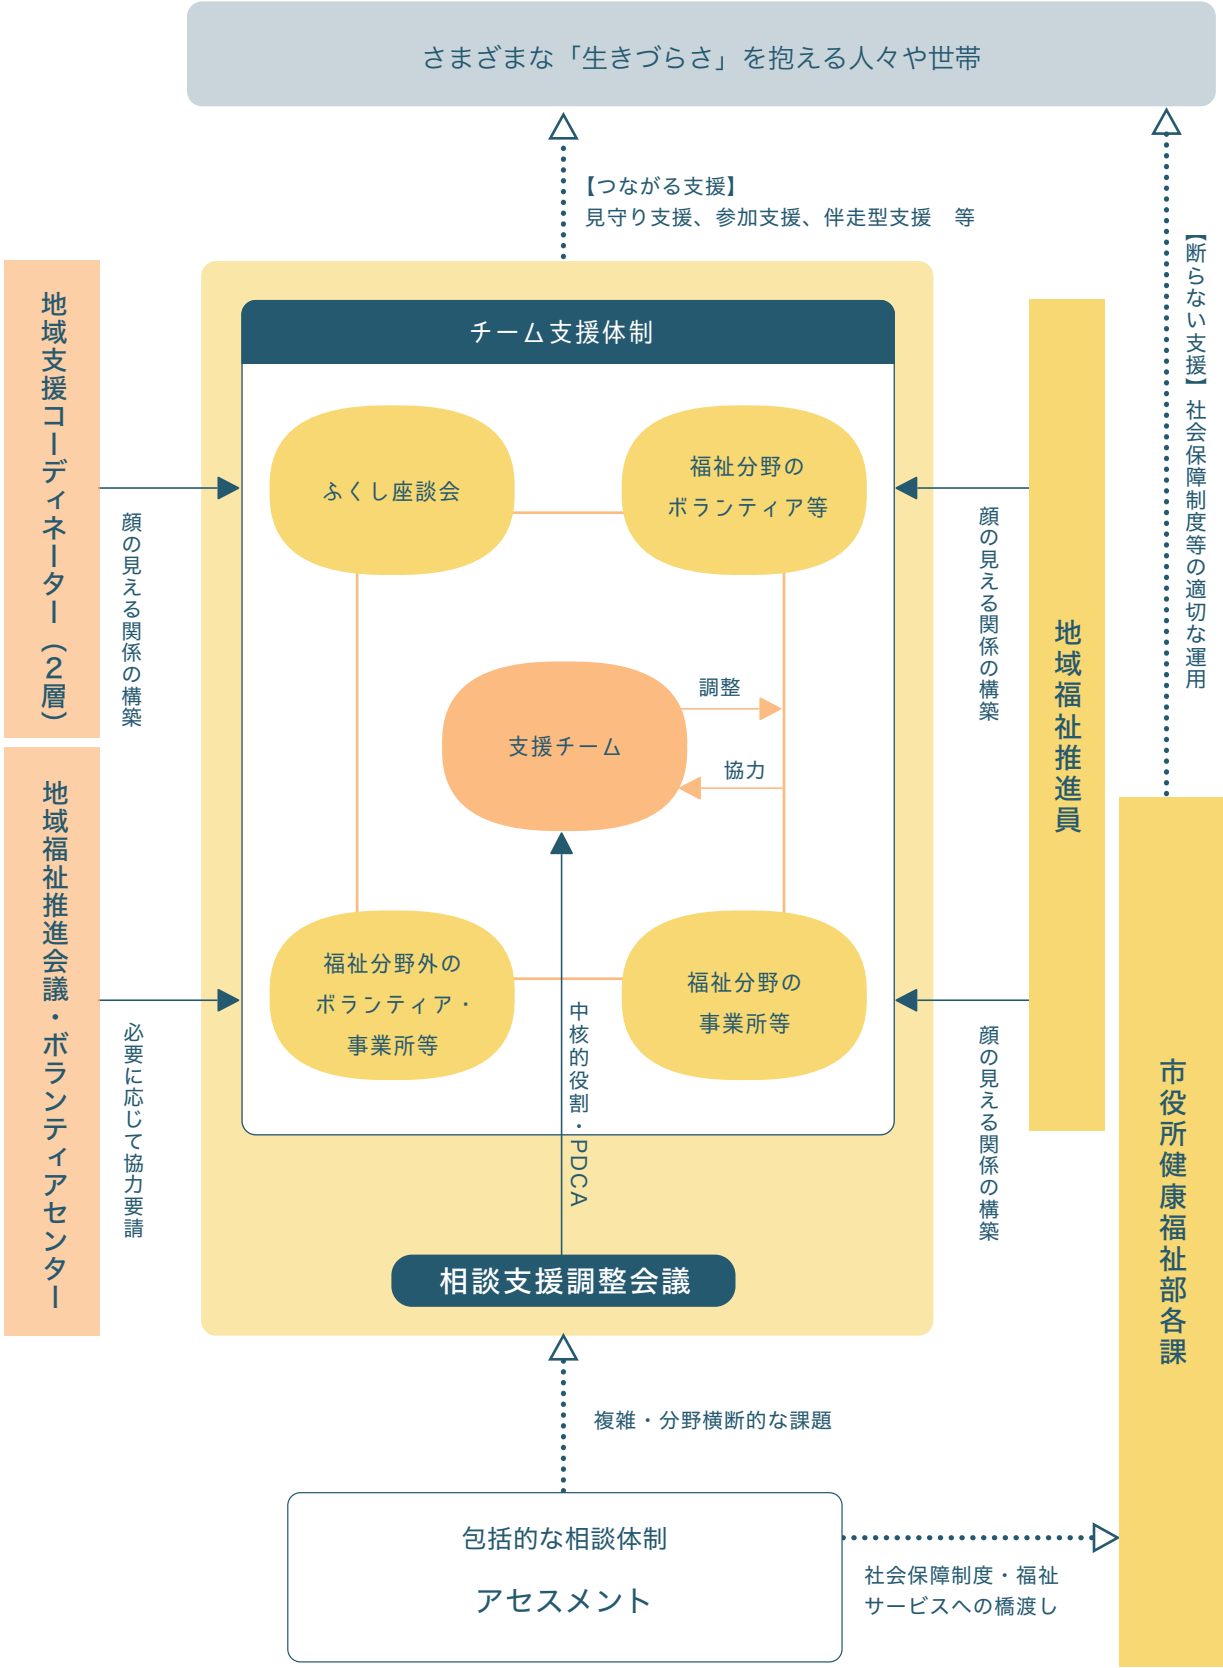 さまざまな「生きづらさ」を抱える人々や世帯
【つながる支援】
見守り支援、参加支援、伴走型支援　等
【断らない支援】社会保障制度等の適切な運用
地域支援コーディネーター（２層）
顔の見える関係の構築
チーム支援体制
ふくし座談会
福祉分野の
ボランティア等
顔の見える関係の構築
地域福祉推進員
調整
支援チーム
協力
地域福祉推進会議・ボランティアセンター
必要に応じて協力要請
福祉分野外の
ボランティア・
事業所等
福祉分野の
事業所等
中核的役割・PDCA
顔の見える関係の構築
市役所健康福祉部各課
相談支援調整会議
複雑・分野横断的な課題
包括的な相談体制
アセスメント
社会保障制度・福祉
サービスへの橋渡し